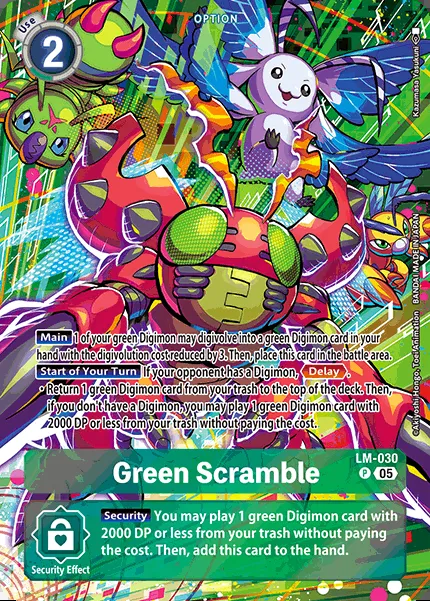 OPTION
Use
2
Kazumasa Yasukuni
Main 1 of your green Digimon may digivolve into a green Digimon card in your
hand with the digivolution cost reduced by 3. Then, place this card in the battle area.
Start of Your Turn If your opponent has a Digimon, Delay.
• Return 1 green Digimon card from your trash to the top of the deck. Then,
if you don't have a Digimon, you may play 1 green Digimon card with
2000 DP or less from your trash without paying the cost.
©Akiyoshi Hongo, Toei Animation BANDAI MADE IN JAPAN
LM-030
Green Scramble
P 05
Security You may play 1 green Digimon card with
2000 DP or less from your trash without paying
the cost. Then, add this card to the hand.
Security Effect